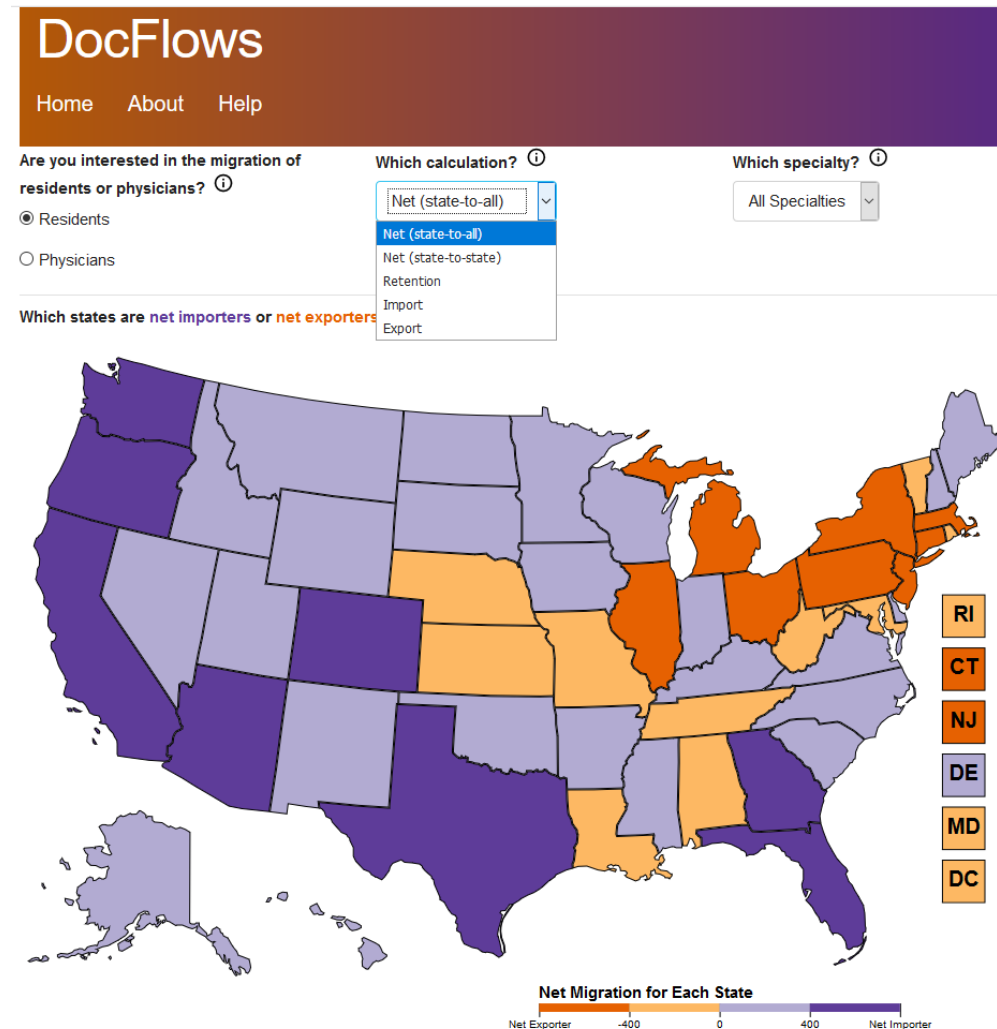 DocFlows
Home About Help
Are you interested in the migration of
residents or physicians?
Residents
Physicians
Which calculation?
Net (state-to-all)
Net (state-to-all)
Net (state-to-state)
Retention
Import
Export
Which specialty?
All Specialties
Which states are net importers or net exporters
RI
CT
NJ
DE
MD
DC
Net Migration for Each State
Net Exporter -400 0 400 Net Importer